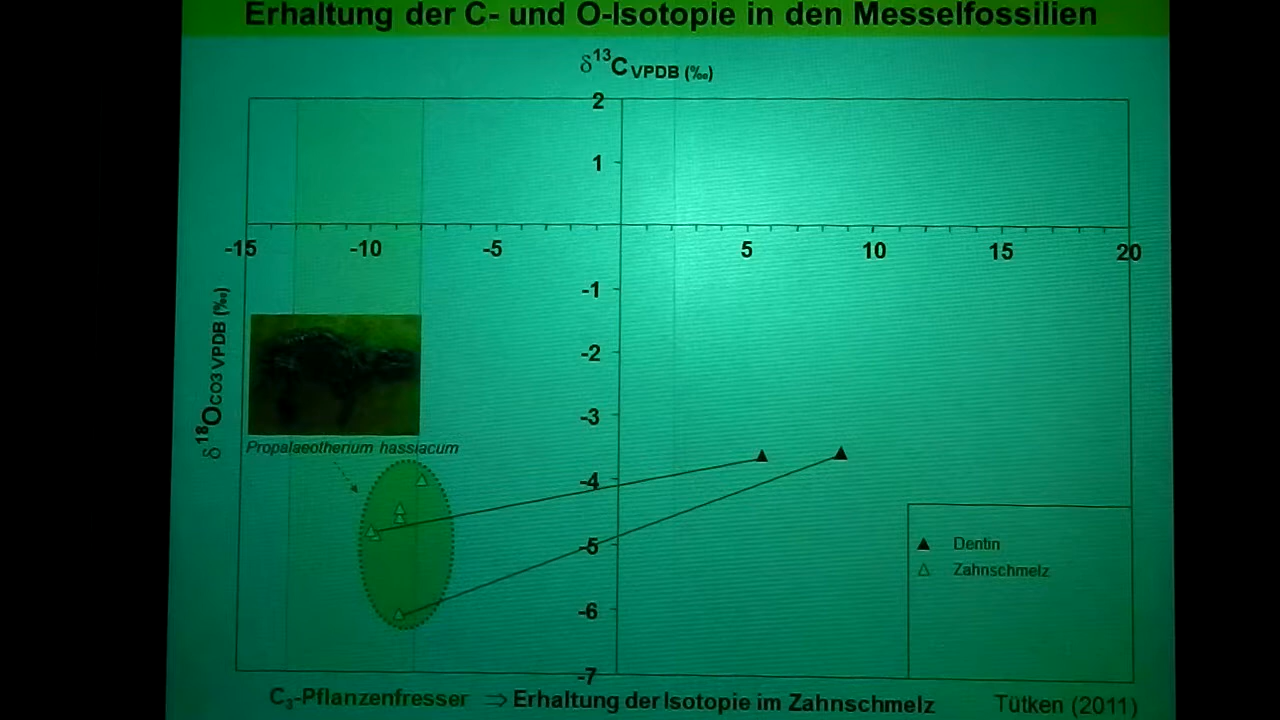 Erhaltung der C- und O-Isotopie in den Messelfossilien
δ13CVPDB (‰)
2
1
-15 -10 -5 5 10 15 20
-1
-2
-3
-4
-5
-6
-7
δ18OCO3 VPDB (‰)
Propalaeotherium hassiacum
Dentin
Zahnschmelz
C3-Pflanzenfresser ⇒ Erhaltung der Isotopie im Zahnschmelz
Tütken (2011)